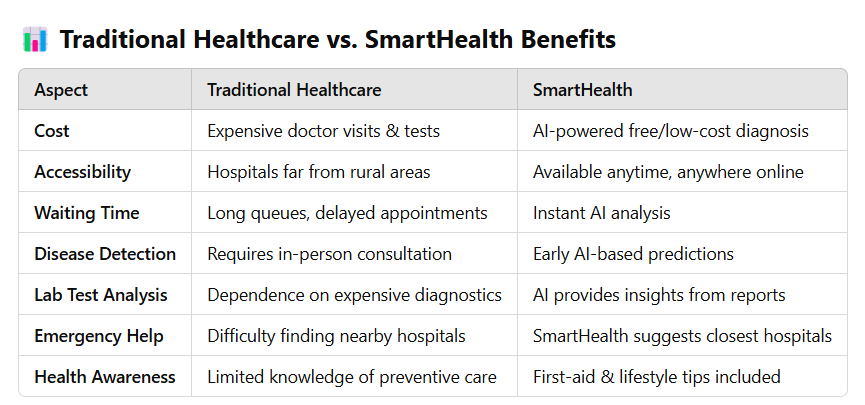 Traditional Healthcare vs. SmartHealth Benefits
Aspect Traditional Healthcare SmartHealth
Cost Expensive doctor visits & tests AI-powered free/low-cost diagnosis
Accessibility Hospitals far from rural areas Available anytime, anywhere online
Waiting Time Long queues, delayed appointments Instant AI analysis
Disease Detection Requires in-person consultation Early AI-based predictions
Lab Test Analysis Dependence on expensive diagnostics AI provides insights from reports
Emergency Help Difficulty finding nearby hospitals SmartHealth suggests closest hospitals
Health Awareness Limited knowledge of preventive care First-aid & lifestyle tips included